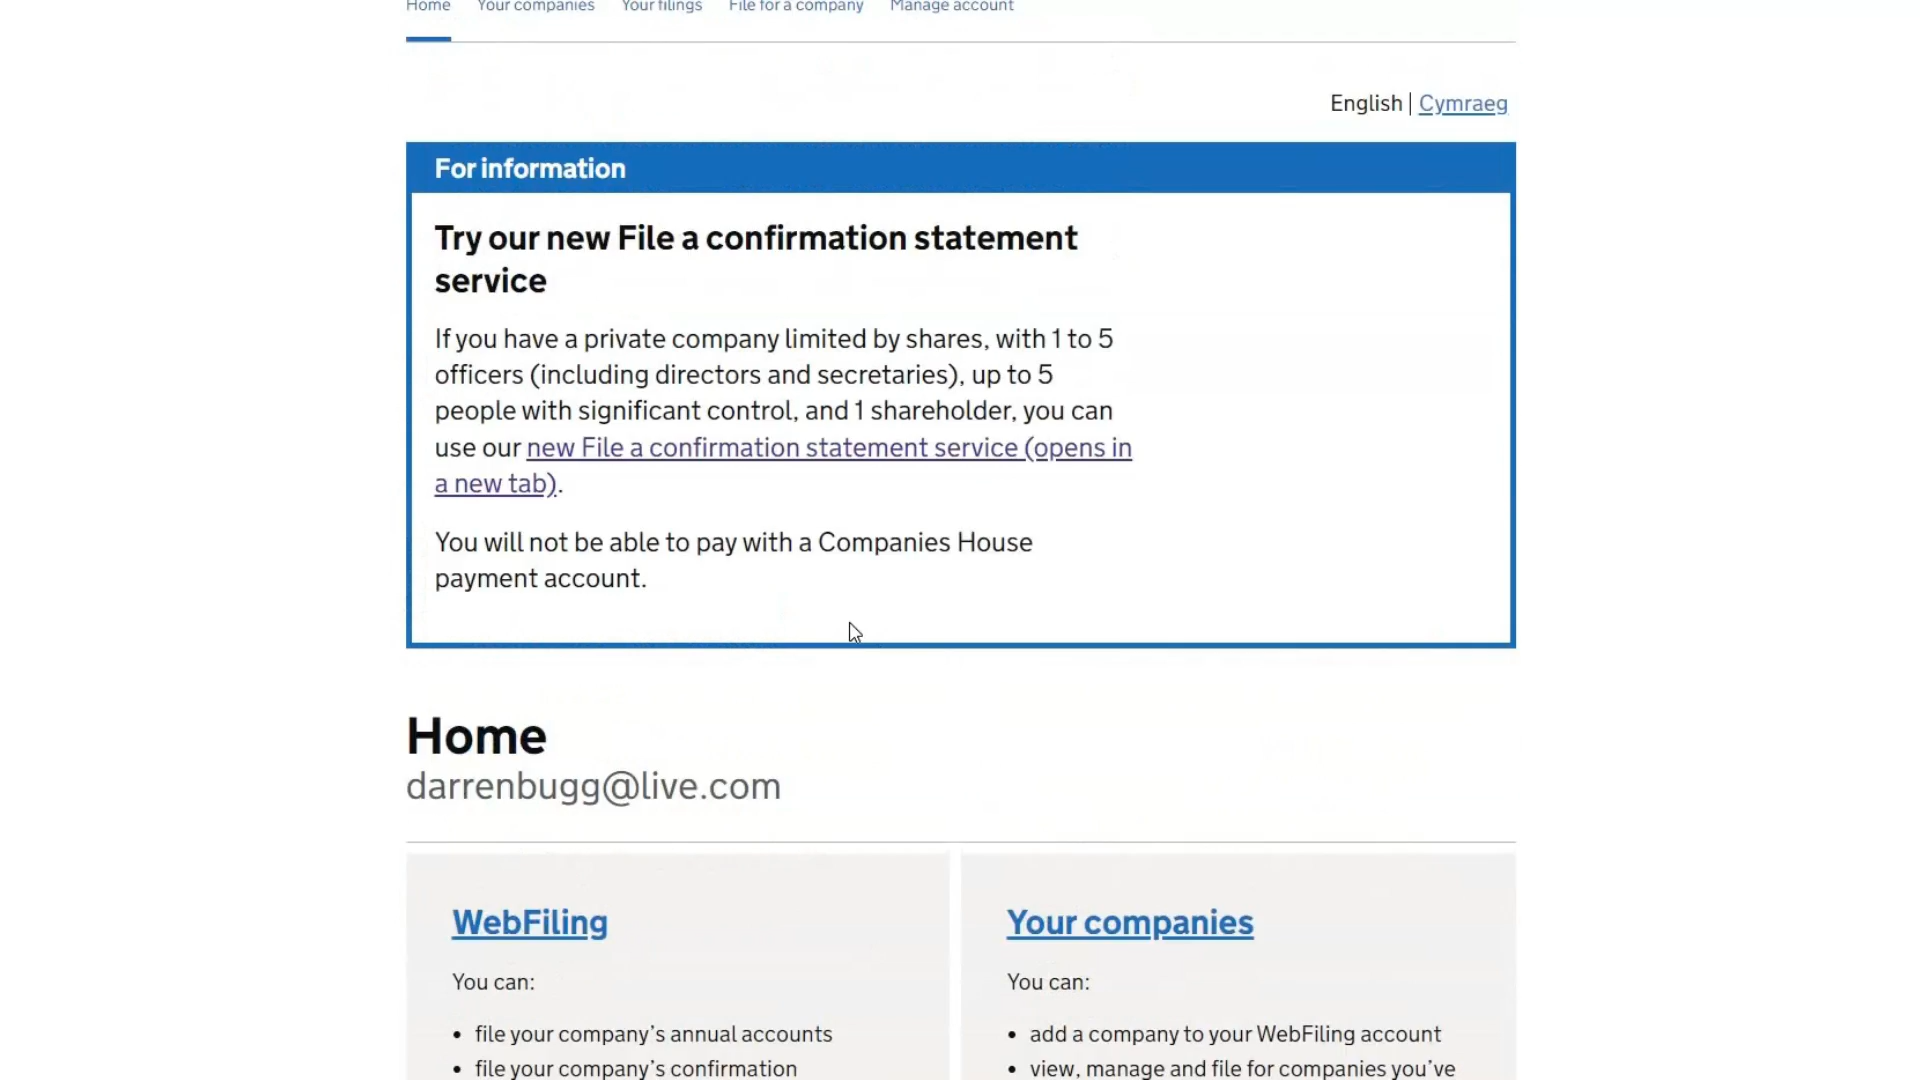 Home Your companies Your filings File for a company Manage account
English | Cymraeg
For information
Try our new File a confirmation statement
service
If you have a private company limited by shares, with 1 to 5
officers (including directors and secretaries), up to 5
people with significant control, and 1 shareholder, you can
use our new File a confirmation statement service (opens in
a new tab).
You will not be able to pay with a Companies House
payment account.
Home
darrenbugg@live.com
WebFiling
You can:
• file your company's annual accounts
• file your company's confirmation
Your companies
You can:
• add a company to your WebFiling account
• view, manage and file for companies you've